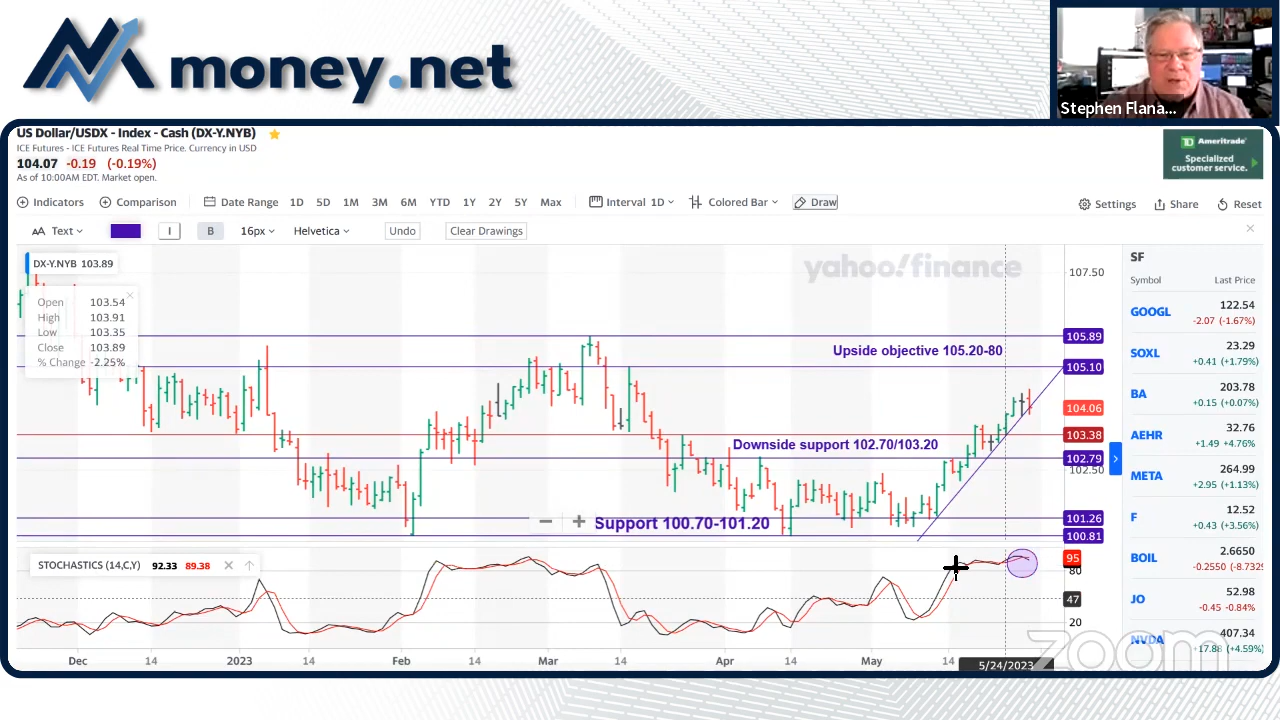 money.net
Stephen Flana...
US Dollar/USDX - Index - Cash (DX-Y.NYB)
ICE Futures - ICE Futures Real Time Price. Currency in USD
104.07 -0.19 (-0.19%)
As of 10:00AM EDT. Market open.
TD Ameritrade
Specialized
customer service.
Indicators Comparison Date Range 1D 5D 1M 3M 6M YTD 1Y 2Y 5Y Max Interval 1D Colored Bar Draw Settings Share Reset
AA Text I B 16px Helvetica Undo Clear Drawings
DX-Y.NYB 103.89
Open 103.54
High 103.91
Low 103.35
Close 103.89
% Change -2.25%
yahoo!finance
107.50
105.89
Upside objective 105.20-80
105.10
104.06
103.38
Downside support 102.70/103.20
102.79
102.50
101.26
Support 100.70-101.20
100.81
STOCHASTICS (14,C,Y) 92.33 89.38
95
80
47
20
Dec 14 2023 14 Feb 14 Mar 14 Apr 14 May 14 5/24/2023
SF
Symbol Last Price
GOOGL 122.54
-2.07 (-1.67%)
SOXL 23.29
+0.41 (+1.79%)
BA 203.78
+0.15 (+0.07%)
AEHR 32.76
+1.49 +4.76%
META 264.99
+2.95 (+1.13%)
F 12.52
+0.43 (+3.56%)
BOIL 2.6650
-0.2550 (-8.732
JO 52.98
-0.45 -0.84%
NVDA 407.34
+17.88 (+4.59%)
zoom